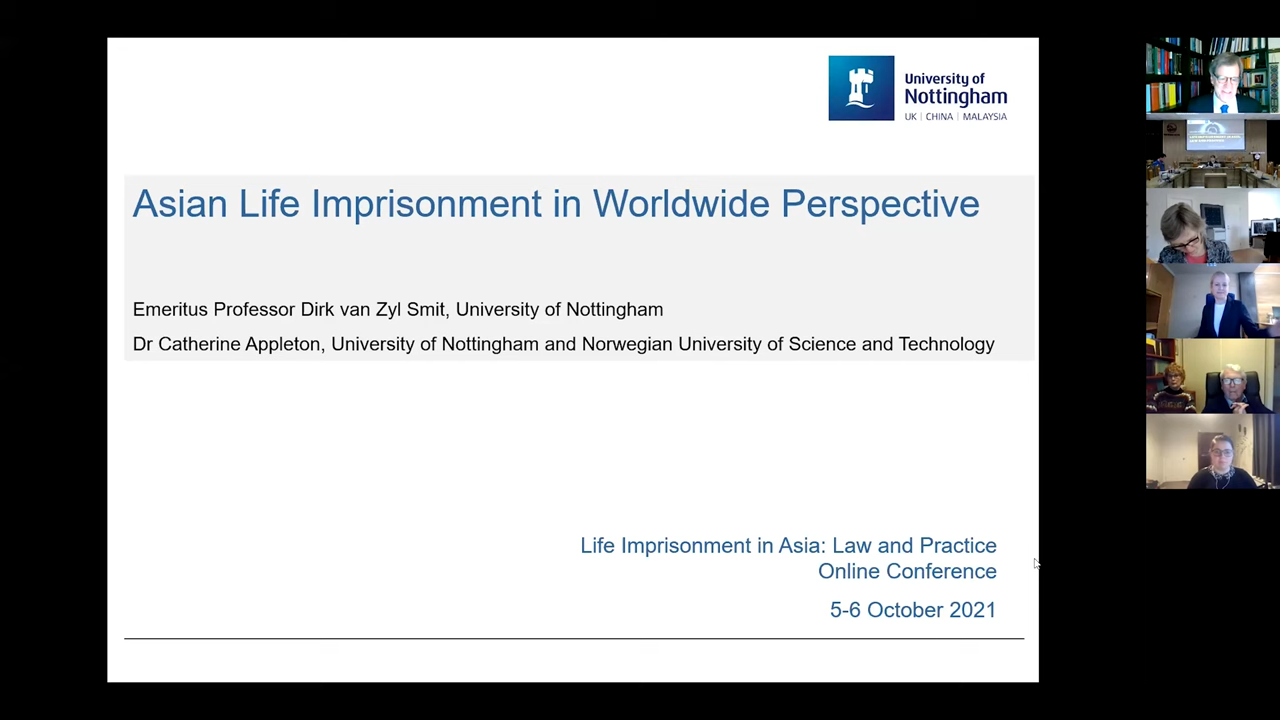 University of
Nottingham
UK | CHINA | MALAYSIA
Asian Life Imprisonment in Worldwide Perspective
Emeritus Professor Dirk van Zyl Smit, University of Nottingham
Dr Catherine Appleton, University of Nottingham and Norwegian University of Science and Technology
Life Imprisonment in Asia: Law and Practice
Online Conference
5-6 October 2021